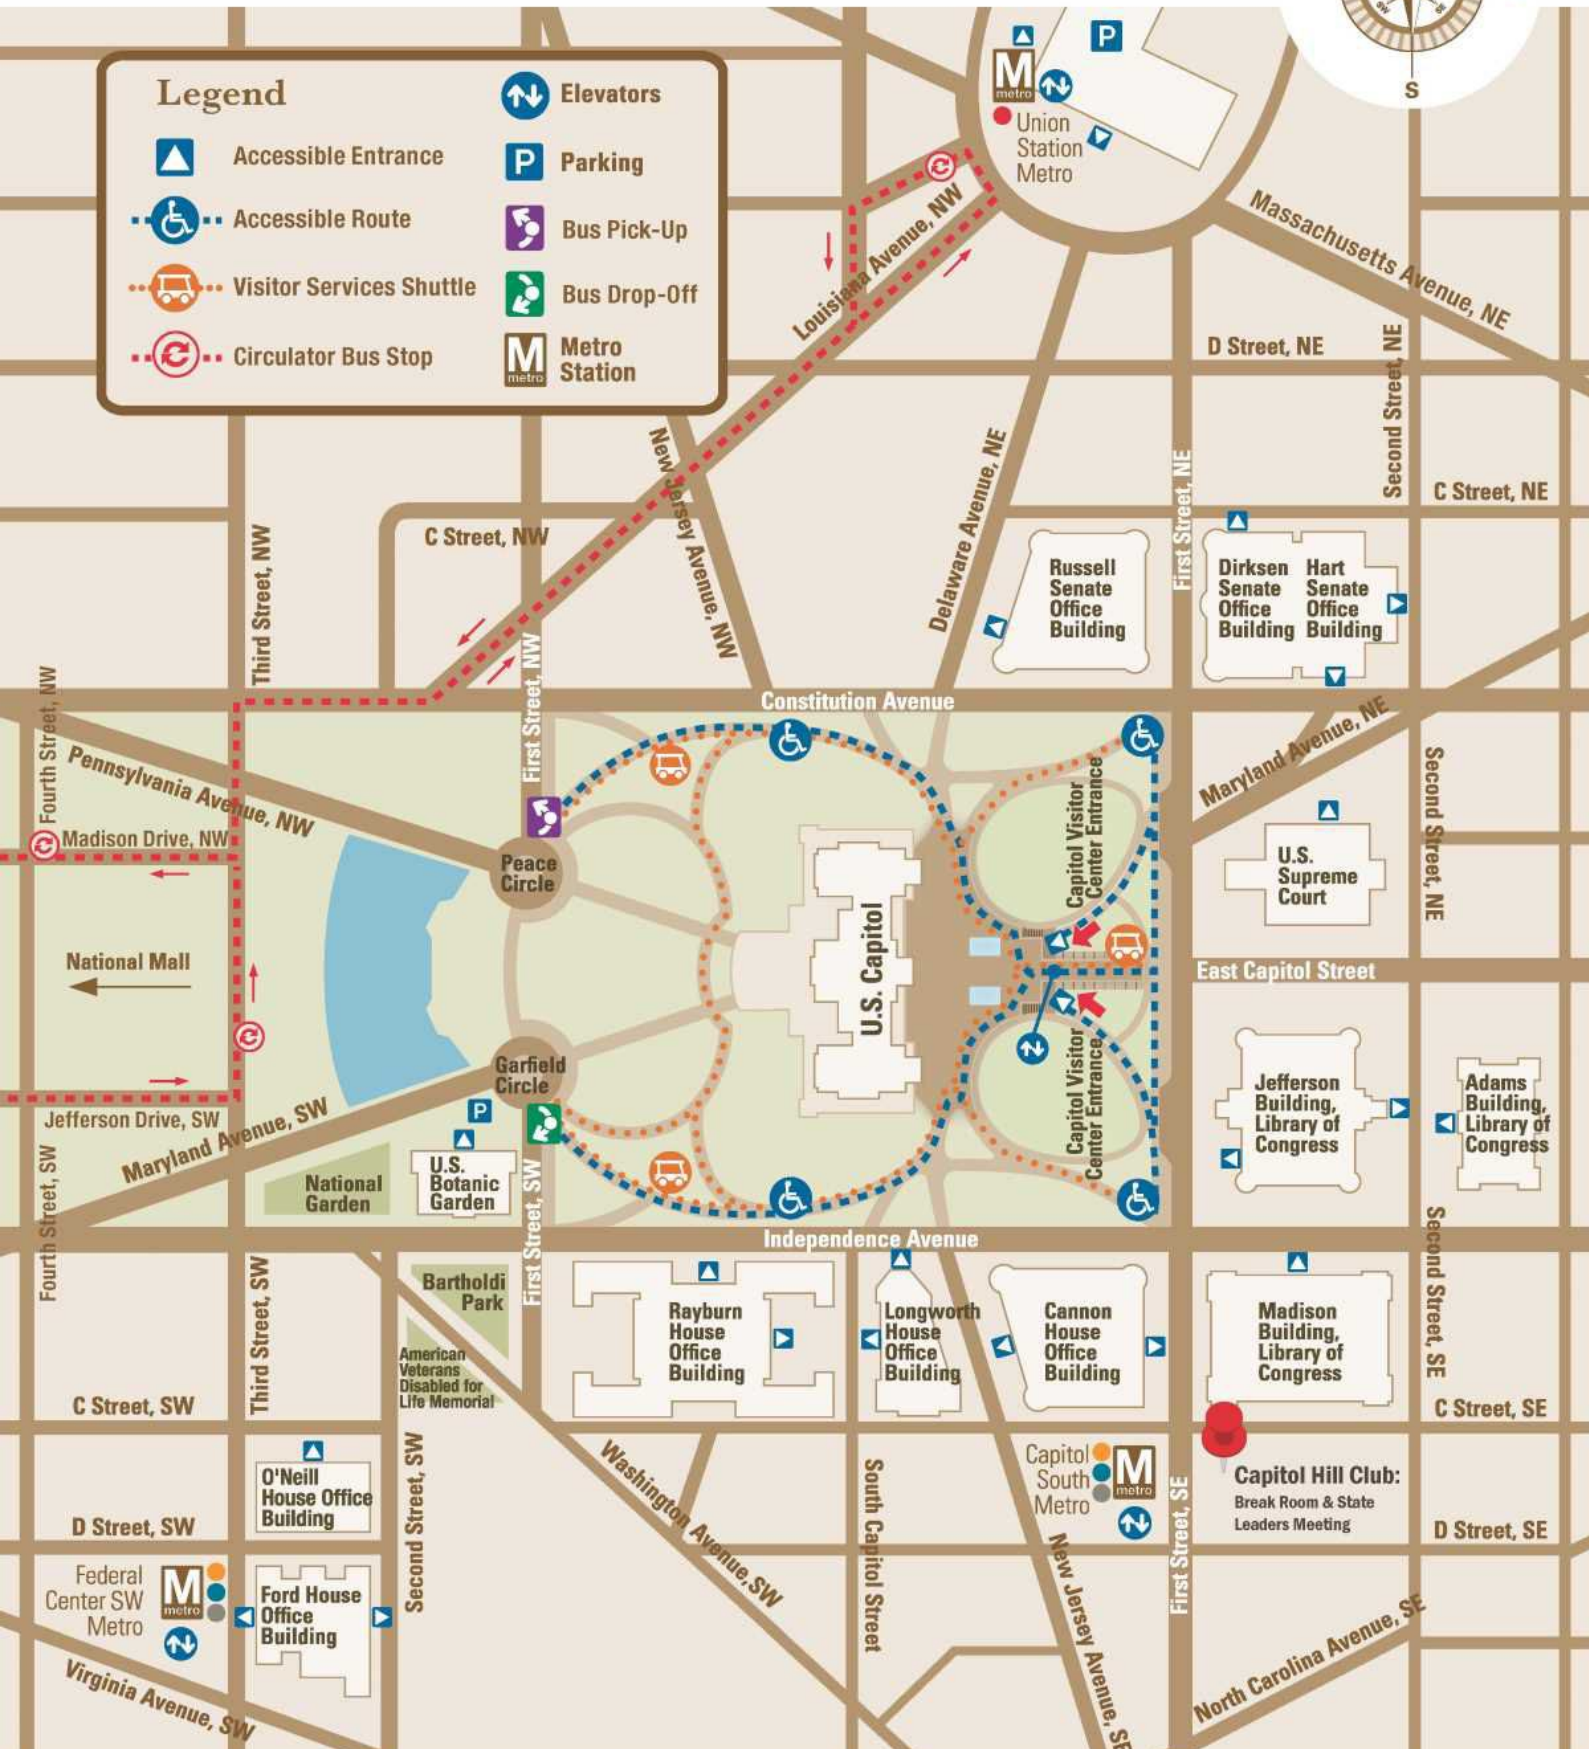 SW
SE
S
Legend
Accessible Entrance
Accessible Route
Visitor Services Shuttle
Circulator Bus Stop
Elevators
P
Parking
Bus Pick-Up
Bus Drop-Off
M
metro
Metro
Station
P
M
metro
Union
Station
Metro
Massachusetts Avenue, NE
Louisiana Avenue, NW
D Street, NE
Second Street, NE
First Street, NE
C Street, NE
Delaware Avenue, NE
New Jersey Avenue, NW
C Street, NW
Third Street, NW
First Street, NW
Fourth Street, NW
Russell
Senate
Office
Building
Dirksen
Senate
Office
Building
Hart
Senate
Office
Building
Constitution Avenue
Pennsylvania Avenue, NW
Madison Drive, NW
Maryland Avenue, NE
Second Street, NE
Peace
Circle
Capitol Visitor
Center Entrance
U.S.
Supreme
Court
U.S. Capitol
National Mall
East Capitol Street
Garfield
Circle
Capitol Visitor
Center Entrance
Jefferson
Building,
Library of
Congress
Adams
Building,
Library of
Congress
Jefferson Drive, SW
Maryland Avenue, SW
P
U.S.
Botanic
Garden
National
Garden
Fourth Street, SW
First Street, SW
Independence Avenue
Second Street, SE
Third Street, SW
Bartholdi
Park
American
Veterans
Disabled for
Life Memorial
Rayburn
House
Office
Building
Longworth
House
Office
Building
Cannon
House
Office
Building
Madison
Building,
Library of
Congress
C Street, SW
C Street, SE
O'Neill
House Office
Building
Second Street, SW
Washington Avenue, SW
South Capitol Street
Capitol
South
Metro
M
metro
First Street, SE
Capitol Hill Club:
Break Room & State
Leaders Meeting
D Street, SW
D Street, SE
Federal
Center SW
Metro
M
metro
Ford House
Office
Building
New Jersey Avenue, SE
North Carolina Avenue, SE
Virginia Avenue, SW